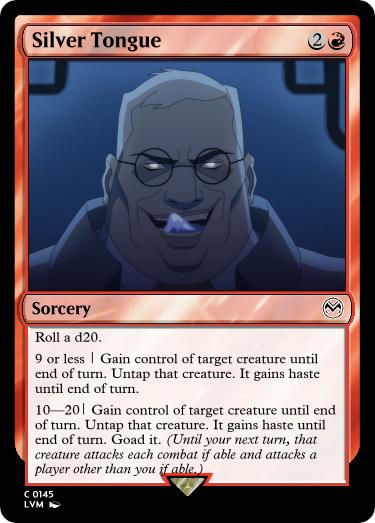 Silver Tongue 2
Sorcery
Roll a d20.
9 or less | Gain control of target creature until
end of turn. Untap that creature. It gains haste
until end of turn.
10—20| Gain control of target creature until end
of turn. Untap that creature. It gains haste until
end of turn. Goad it. (Until your next turn, that
creature attacks each combat if able and attacks a
player other than you if able.)
C 0145
LVM